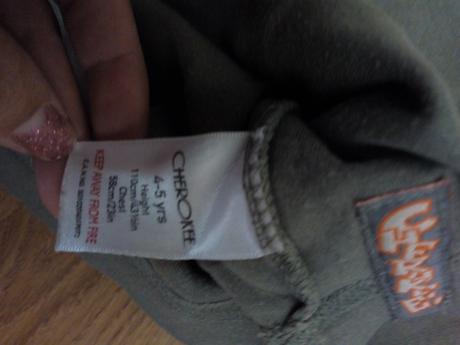 CHEROKEE
4-5 yrs
Height
110cm/43½in
Chest
58cm/23in
KEEP AWAY FROM FIRE